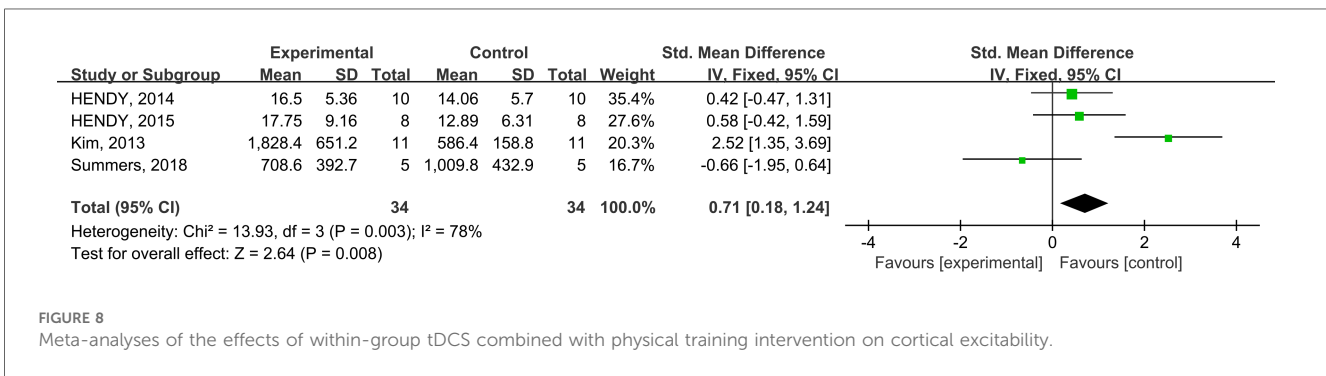 Experimental Control Std. Mean Difference Std. Mean Difference
Study or Subgroup Mean SD Total Mean SD Total Weight IV, Fixed, 95% CI IV, Fixed, 95% CI
HENDY, 2014 16.5 5.36 10 14.06 5.7 10 35.4% 0.42 [-0.47, 1.31]
HENDY, 2015 17.75 9.16 8 12.89 6.31 8 27.6% 0.58 [-0.42, 1.59]
Kim, 2013 1,828.4 651.2 11 586.4 158.8 11 20.3% 2.52 [1.35, 3.69]
Summers, 2018 708.6 392.7 5 1,009.8 432.9 5 16.7% -0.66 [-1.95, 0.64]
Total (95% CI) 34 34 100.0% 0.71 [0.18, 1.24]
Heterogeneity: Chi² = 13.93, df = 3 (P = 0.003); I² = 78%
Test for overall effect: Z = 2.64 (P = 0.008)
-4 -2 0 2 4
Favours [experimental] Favours [control]
FIGURE 8
Meta-analyses of the effects of within-group tDCS combined with physical training intervention on cortical excitability.